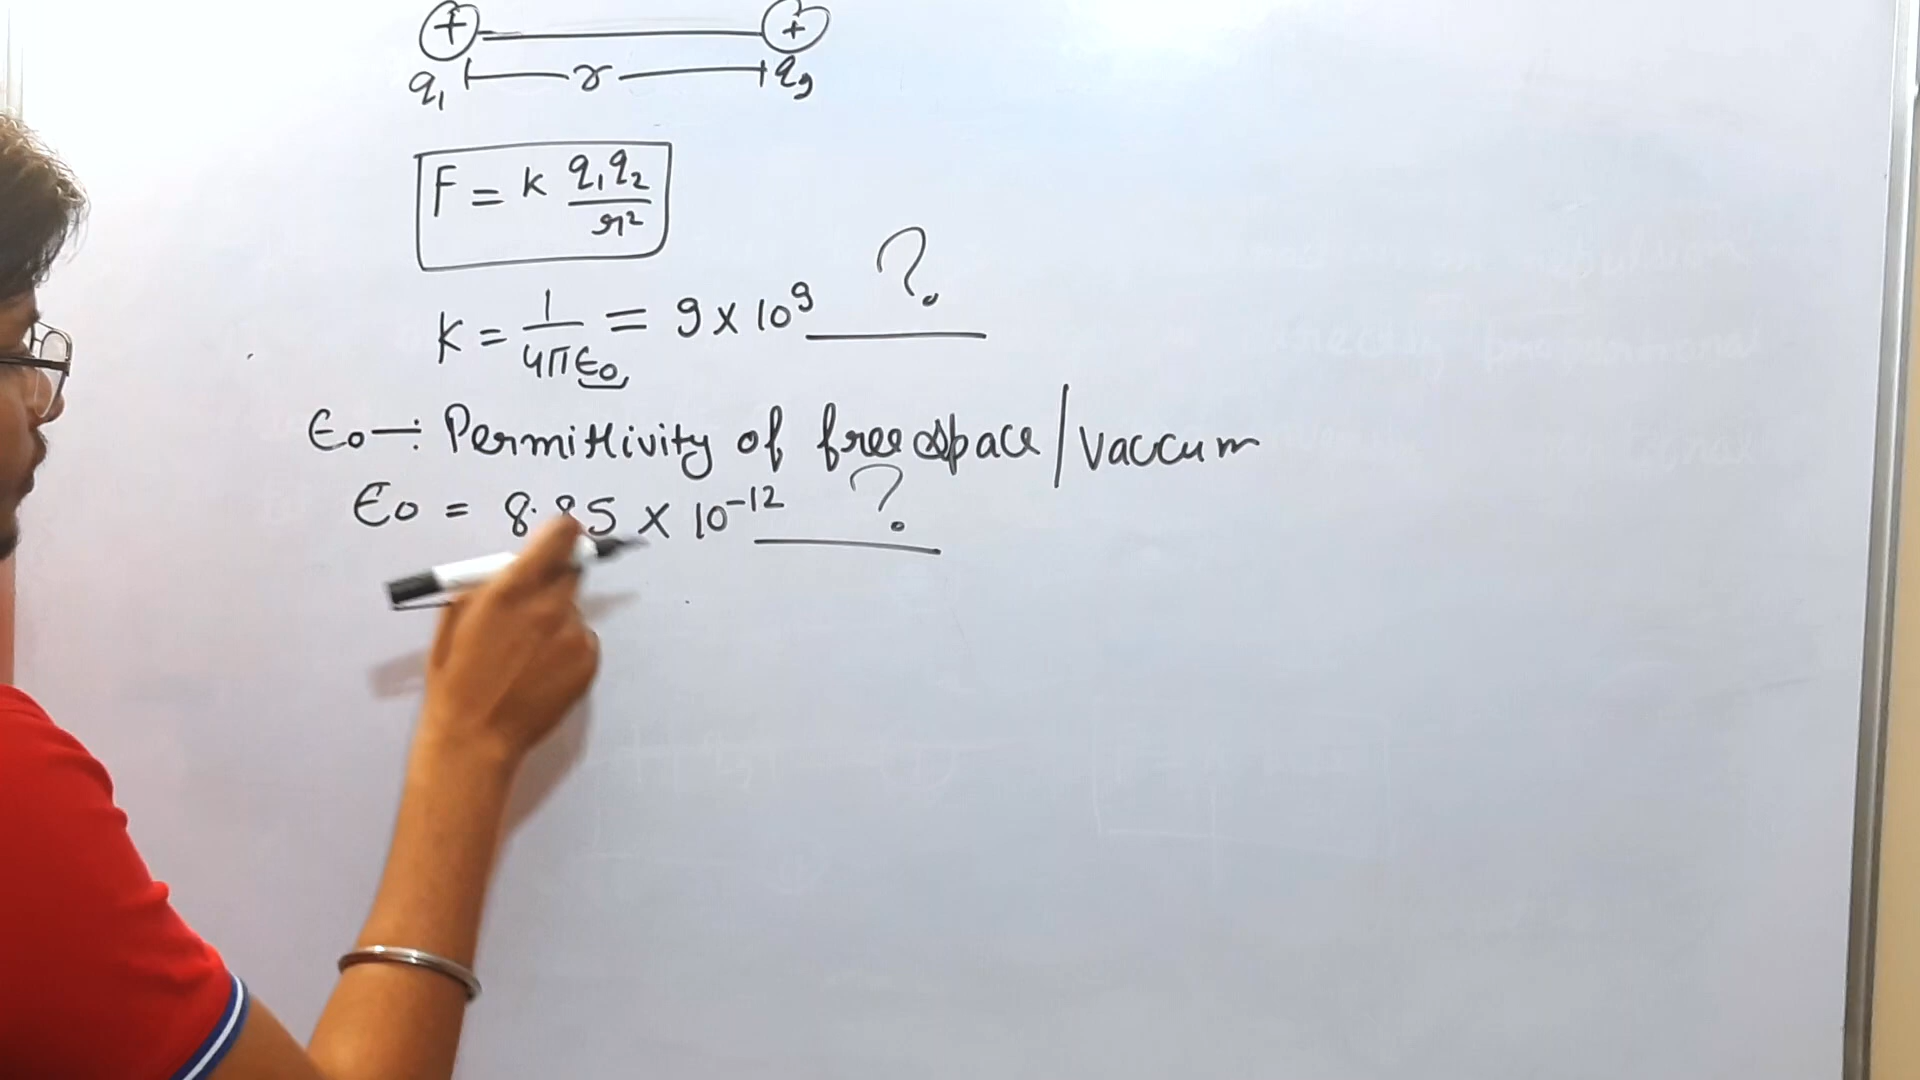 + +
q₁ r q₂
F = k q₁q₂/r²
K = 1/4πε₀ = 9 x 10⁹ ?
ε₀ → : Permittivity of free space/vaccum
ε₀ = 8.85 x 10⁻¹² ?